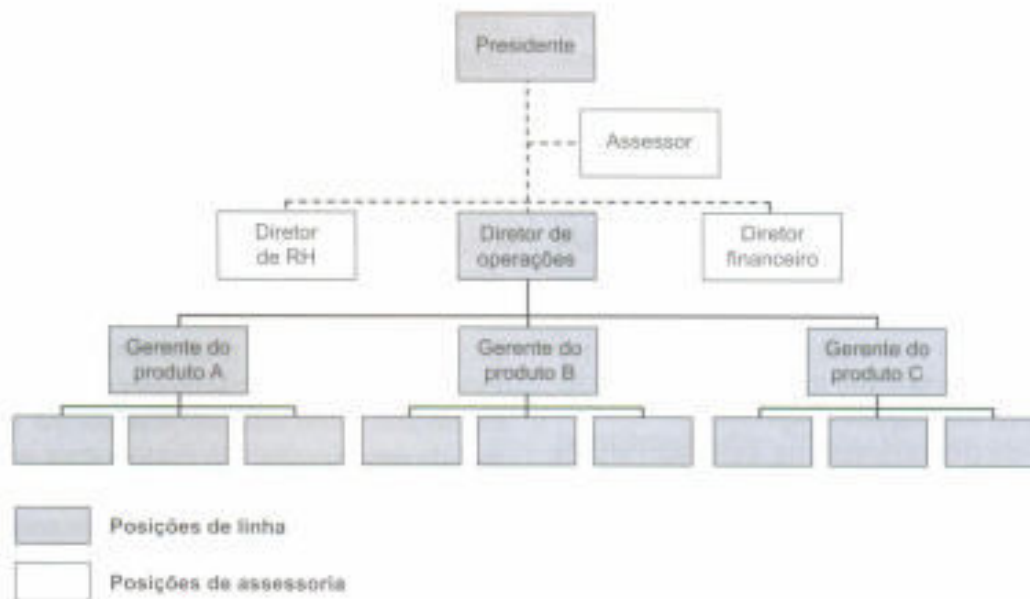 Presidente
Assessor
Diretor
de RH
Diretor de
operações
Diretor
financeiro
Gerente do
produto A
Gerente do
produto B
Gerente do
produto C
Posições de linha
Posições de assessoria